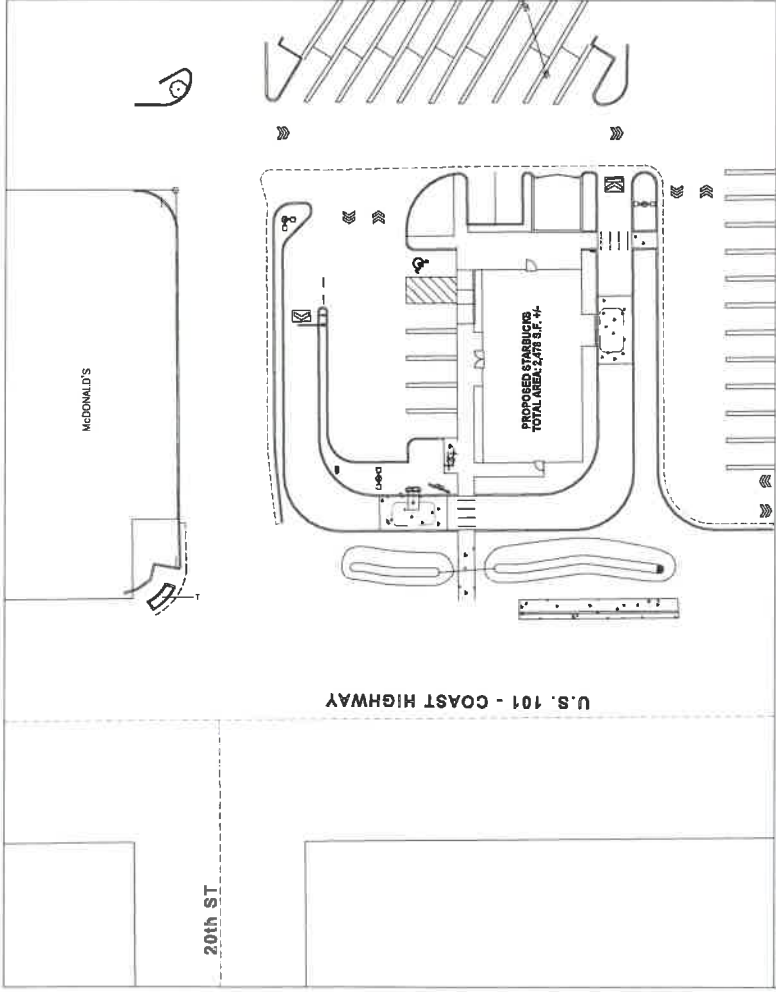 McDONALD'S
PROPOSED STARBUCKS
TOTAL AREA: 2,478 S.F. +/-
T
U.S. 101 - COAST HIGHWAY
20th ST